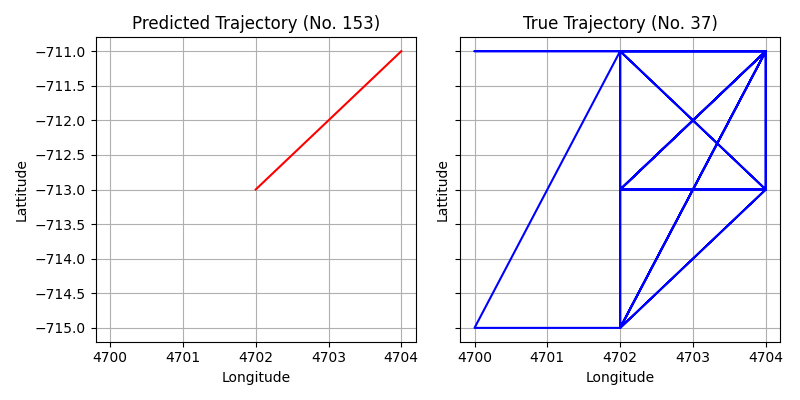 Predicted Trajectory (No. 153)
True Trajectory (No. 37)
Lattitude
−711.0
−711.5
−712.0
−712.5
−713.0
−713.5
−714.0
−714.5
−715.0
4700 4701 4702 4703 4704
Longitude
Lattitude
4700 4701 4702 4703 4704
Longitude